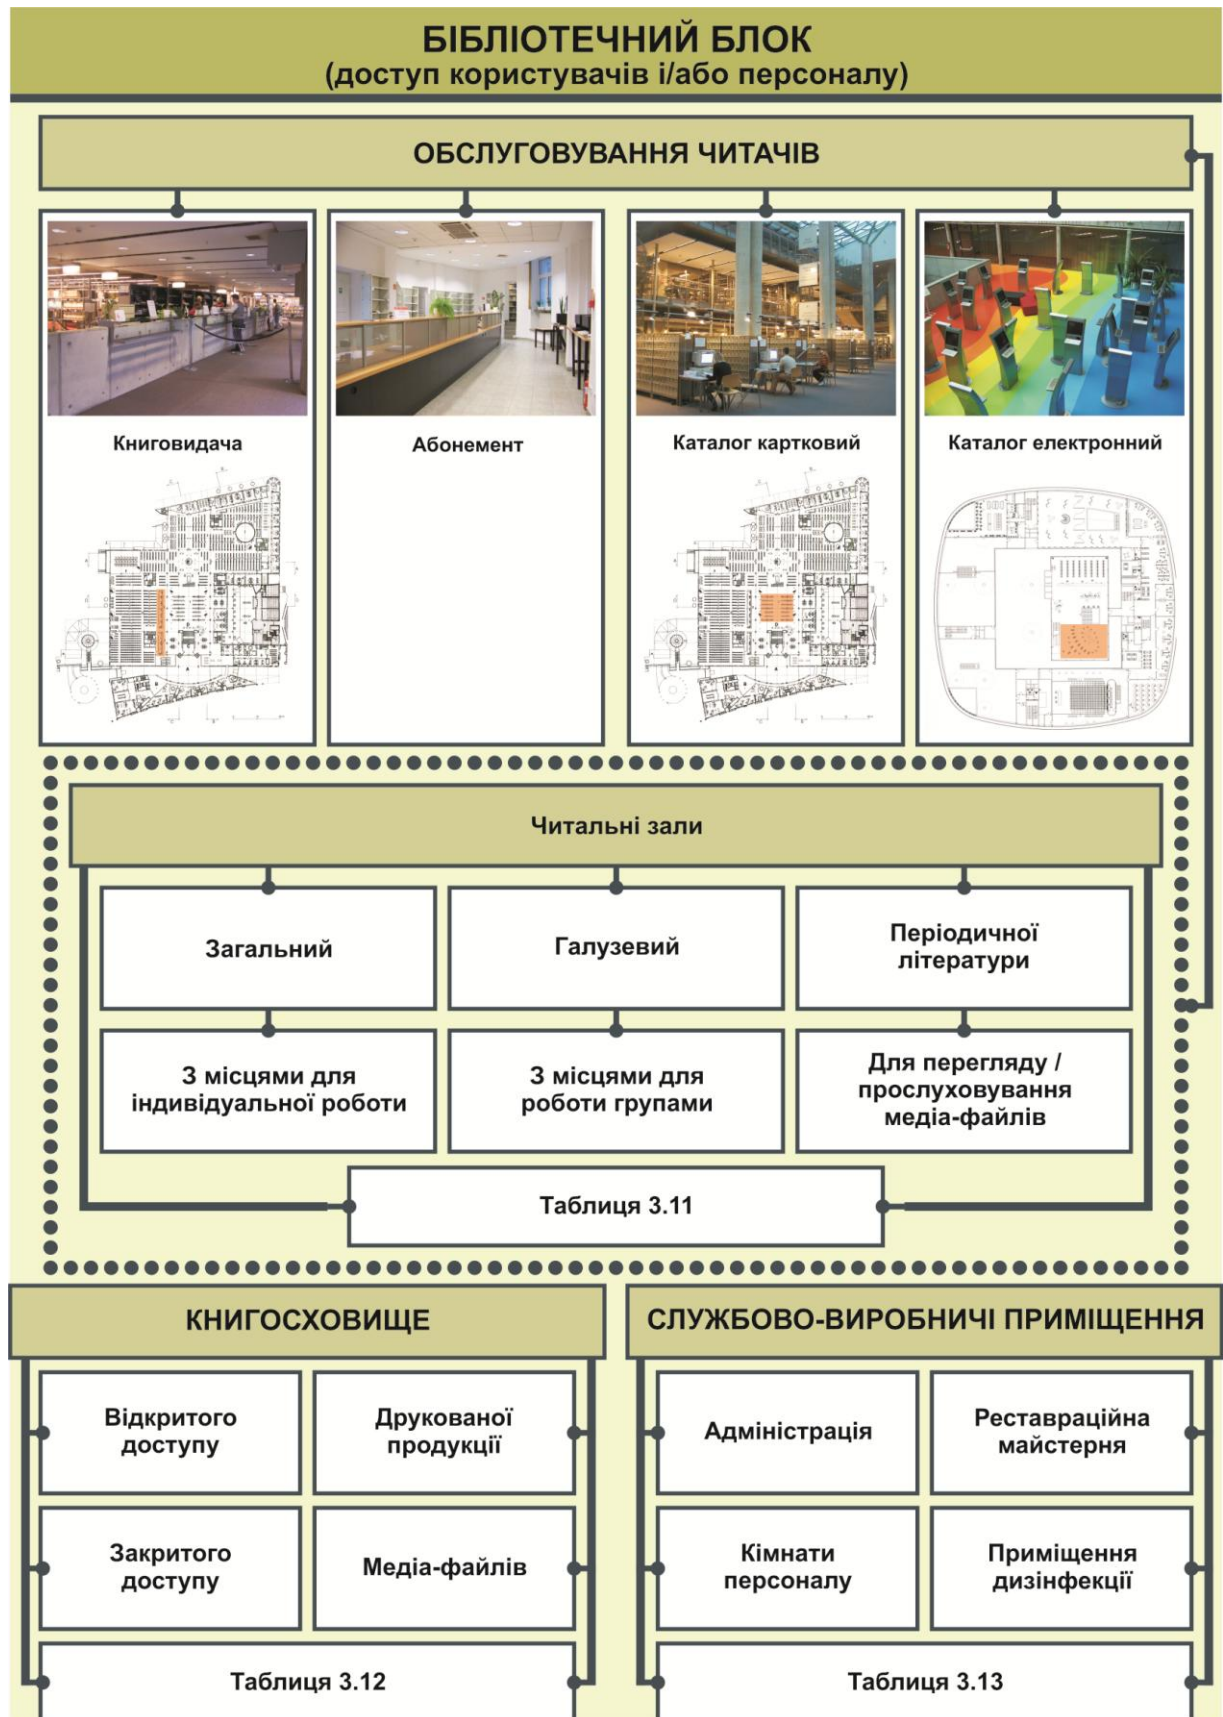 БІБЛІОТЕЧНИЙ БЛОК
(доступ користувачів і/або персоналу)
ОБСЛУГОВУВАННЯ ЧИТАЧІВ
Книговидача
Абонемент
Каталог картковий
Каталог електронний
Читальні зали
Загальний
Галузевий
Періодичної
літератури
З місцями для
індивідуальної роботи
З місцями для
роботи групами
Для перегляду /
прослуховування
медіа-файлів
Таблиця 3.11
КНИГОСХОВИЩЕ
СЛУЖБОВО-ВИРОБНИЧІ ПРИМІЩЕННЯ
Відкритого
доступу
Друкованої
продукції
Адміністрація
Реставраційна
майстерня
Закритого
доступу
Медіа-файлів
Кімнати
персоналу
Приміщення
дизінфекції
Таблиця 3.12
Таблиця 3.13